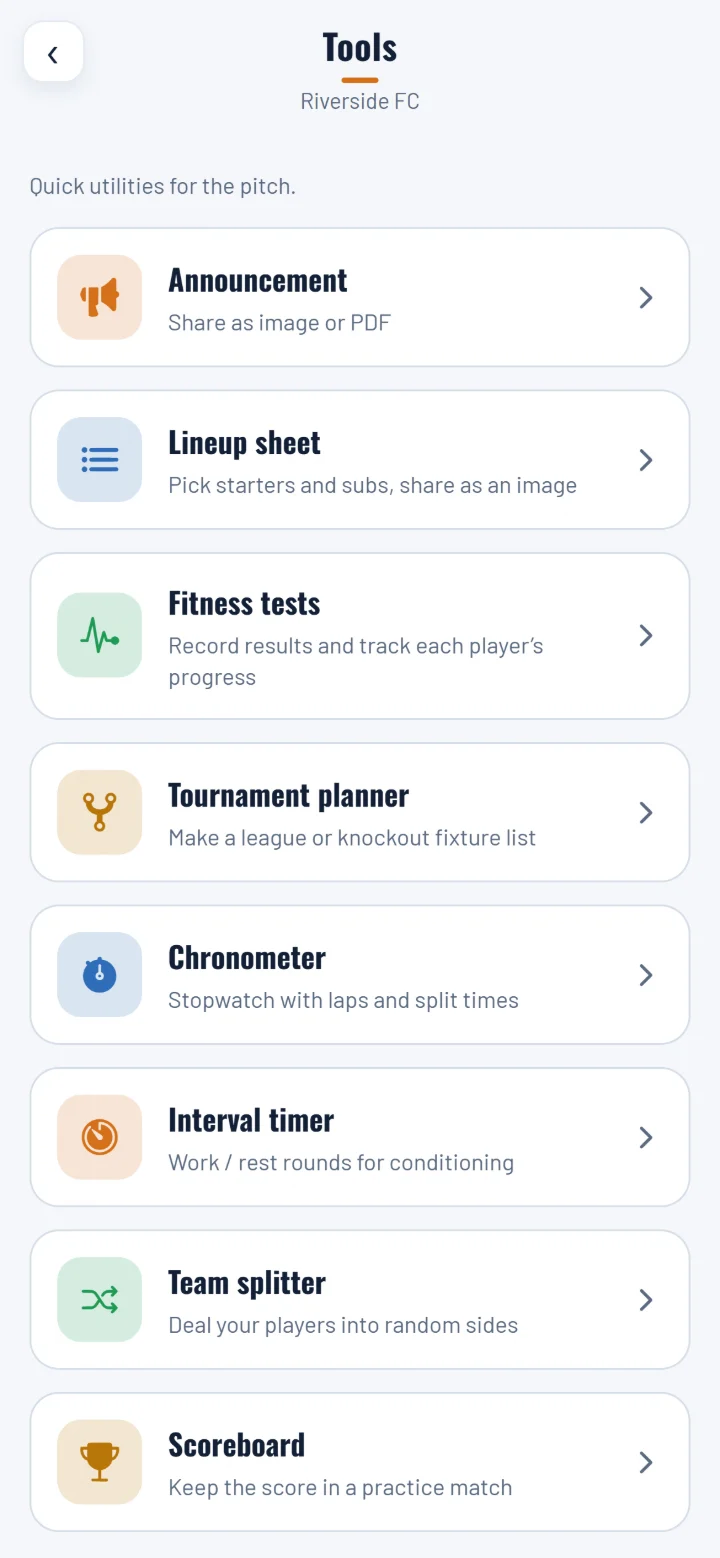 Tools
Riverside FC
Quick utilities for the pitch.
Announcement
Share as image or PDF
Lineup sheet
Pick starters and subs, share as an image
Fitness tests
Record results and track each player’s
progress
Tournament planner
Make a league or knockout fixture list
Chronometer
Stopwatch with laps and split times
Interval timer
Work / rest rounds for conditioning
Team splitter
Deal your players into random sides
Scoreboard
Keep the score in a practice match